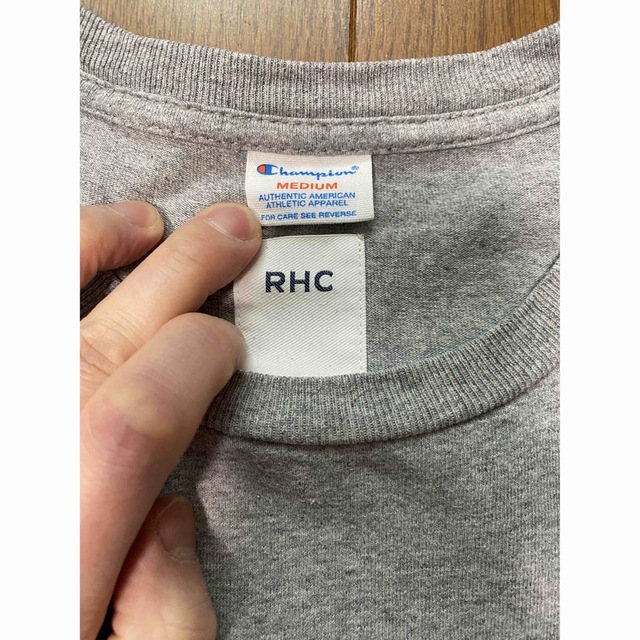 Champion
MEDIUM
AUTHENTIC AMERICAN
ATHLETIC APPAREL
FOR CARE SEE REVERSE
RHC